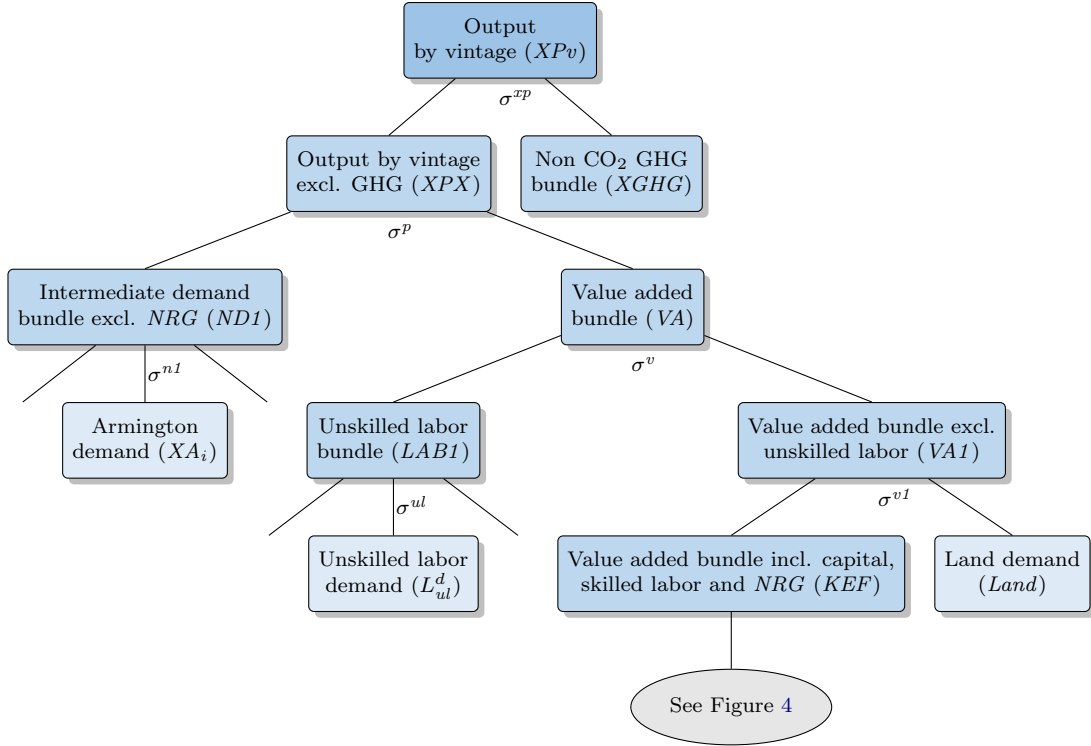 Output
by vintage (XPv)
σ^xp
Output by vintage
excl. GHG (XPX)
Non CO₂ GHG
bundle (XGHG)
σ^p
Intermediate demand
bundle excl. NRG (ND1)
Value added
bundle (VA)
σ^n1
σ^v
Armington
demand (XA_i)
Unskilled labor
bundle (LAB1)
Value added bundle excl.
unskilled labor (VA1)
σ^ul
σ^v1
Unskilled labor
demand (L^d_ul)
Value added bundle incl. capital,
skilled labor and NRG (KEF)
Land demand
(Land)
See Figure 4